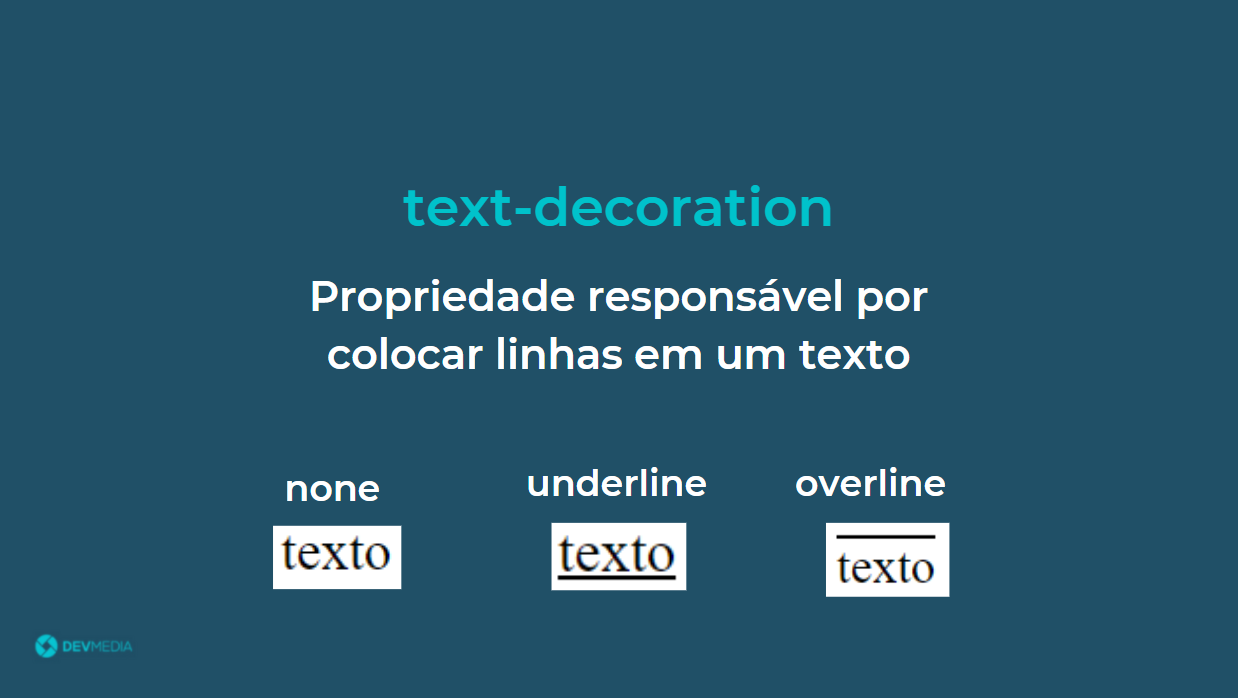 text-decoration
Propriedade responsável por
colocar linhas em um texto
none
underline
overline
texto
texto
texto
DEVMEDIA